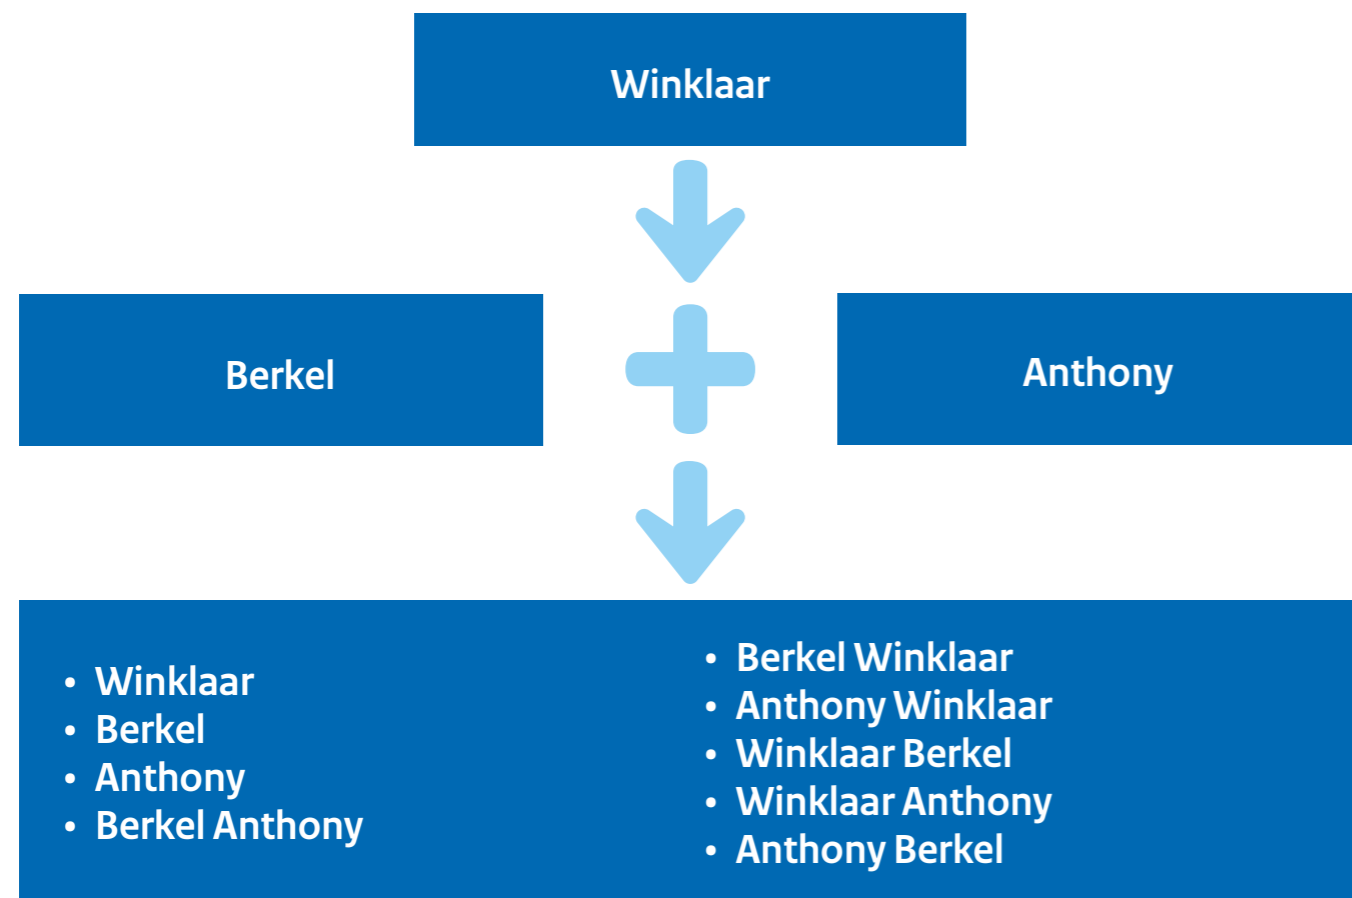 Winklaar
Berkel
Anthony
• Winklaar
• Berkel
• Anthony
• Berkel Anthony
• Berkel Winklaar
• Anthony Winklaar
• Winklaar Berkel
• Winklaar Anthony
• Anthony Berkel